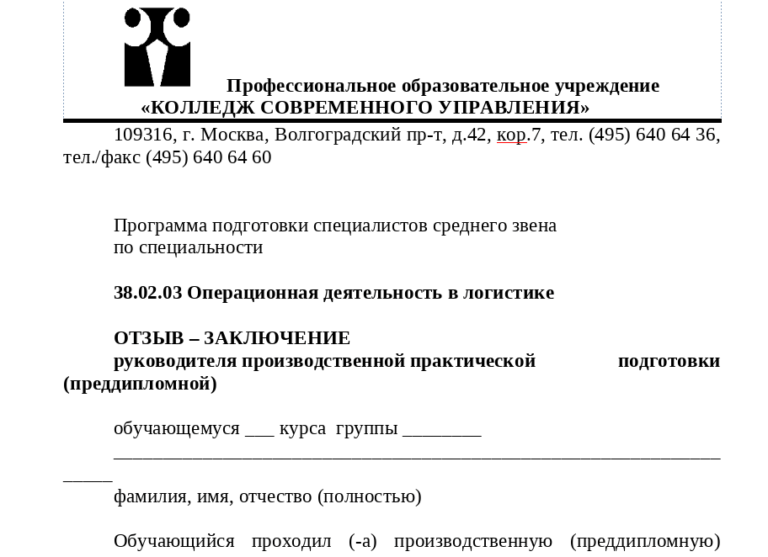 Профессиональное образовательное учреждение
«КОЛЛЕДЖ СОВРЕМЕННОГО УПРАВЛЕНИЯ»
109316, г. Москва, Волгоградский пр-т, д.42, кор.7, тел. (495) 640 64 36,
тел./факс (495) 640 64 60
Программа подготовки специалистов среднего звена
по специальности
38.02.03 Операционная деятельность в логистике
ОТЗЫВ – ЗАКЛЮЧЕНИЕ
руководителя производственной практической подготовки
(преддипломной)
обучающемуся ___ курса группы ________
_____________________________________________________________
_____
фамилия, имя, отчество (полностью)
Обучающийся проходил (-а) производственную (преддипломную)